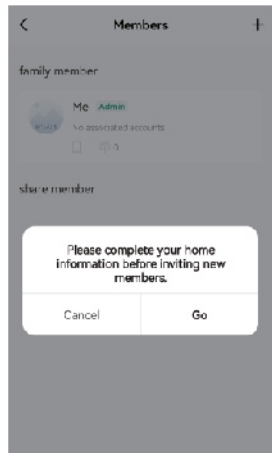 Members
family member
Me Admin
No associated accounts
0
share member
Please complete your home
information before inviting new
members.
Cancel Go